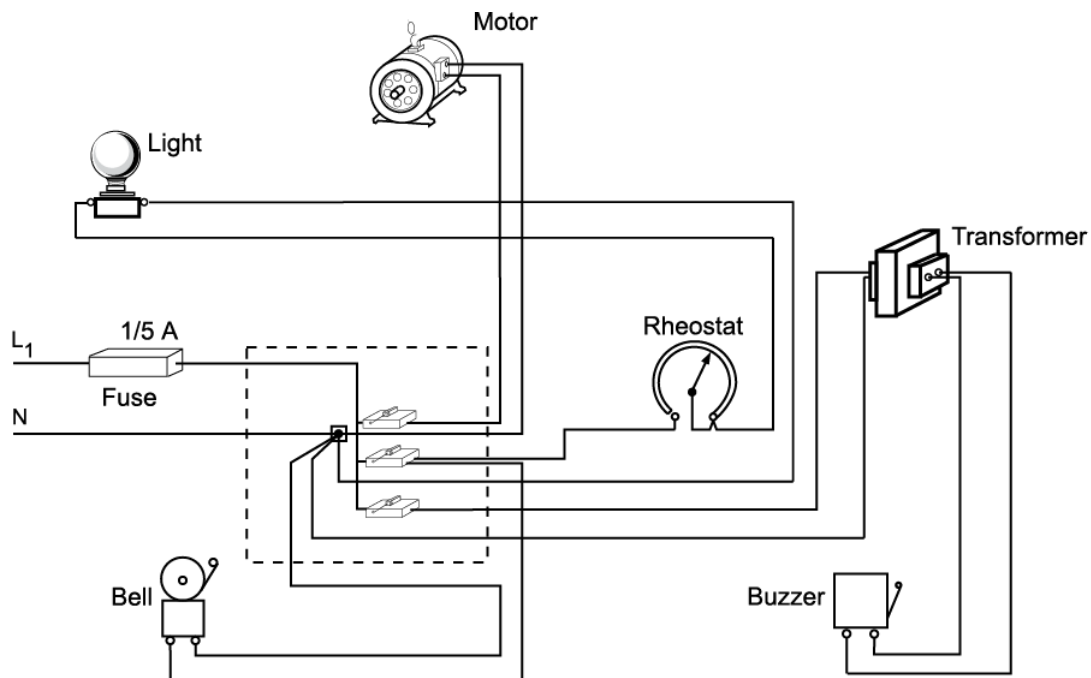 Motor
Light
Transformer
L1
1/5 A
Rheostat
Fuse
N
Bell
Buzzer